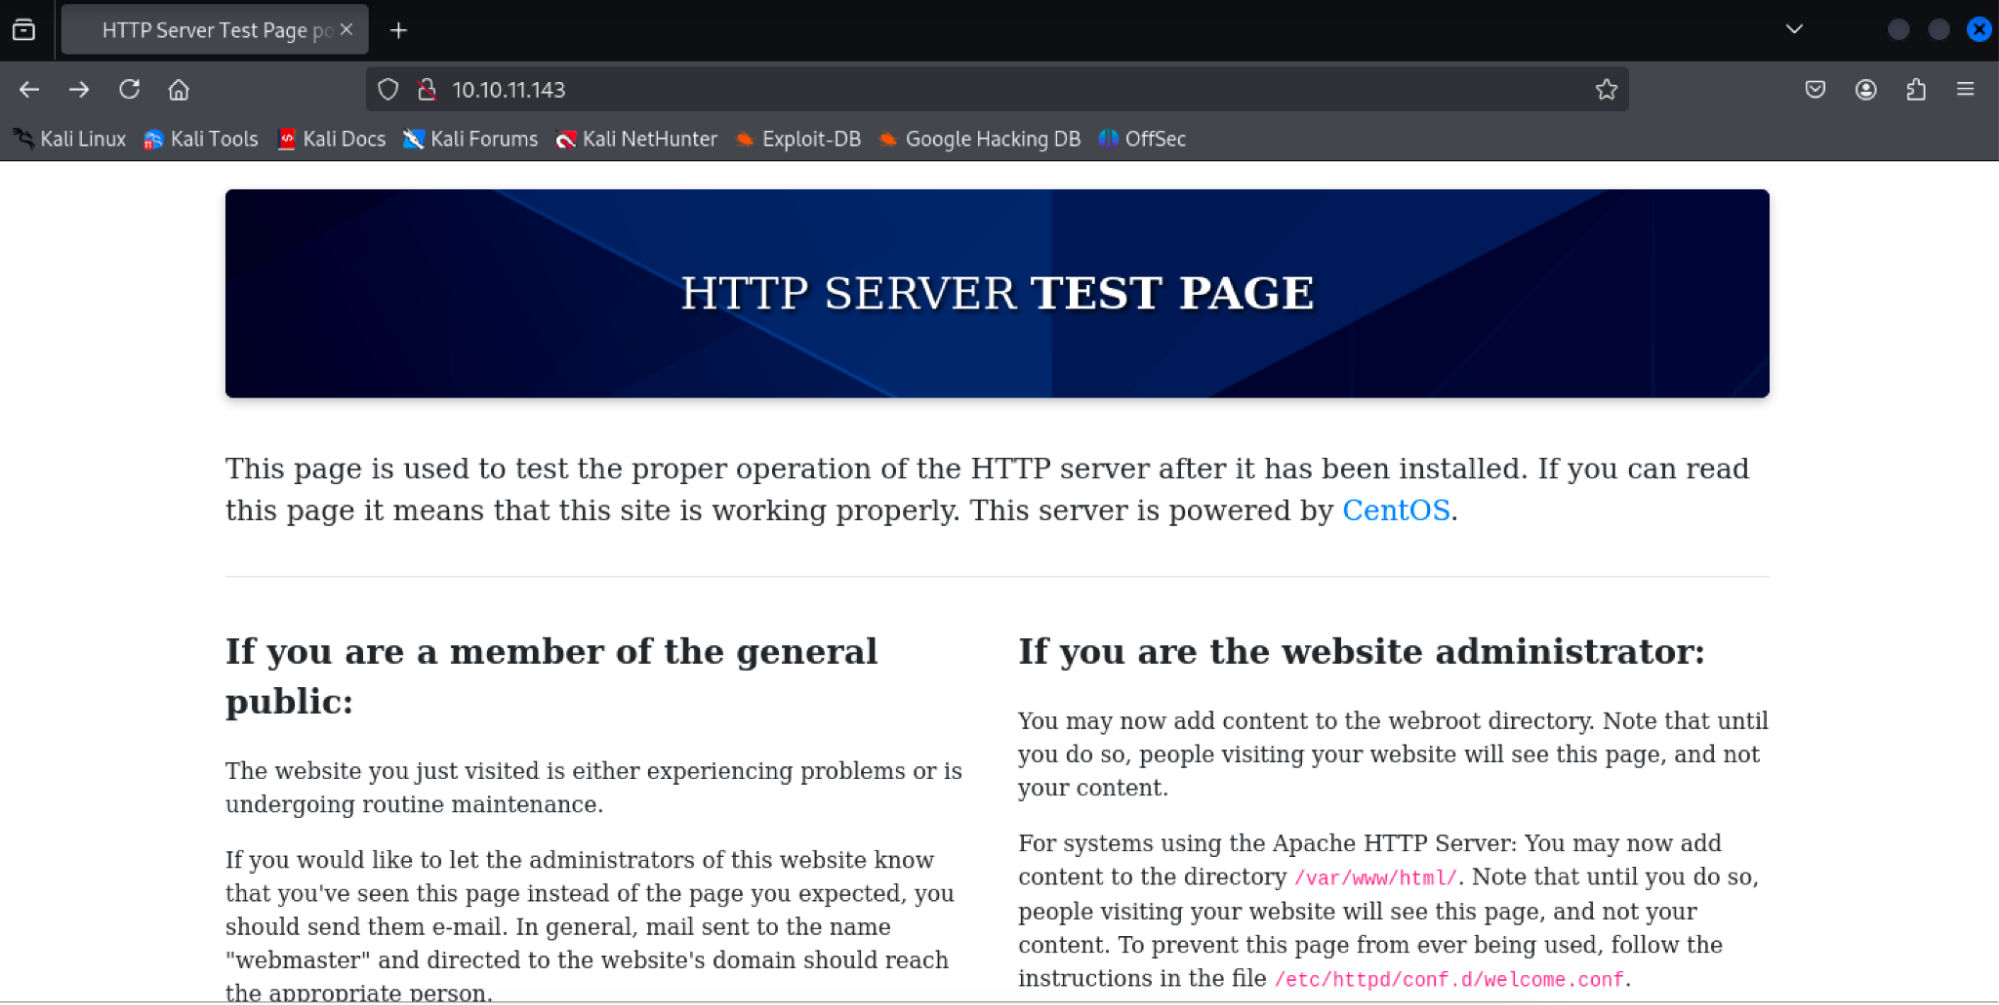 HTTP Server Test Page po
10.10.11.143
Kali Linux Kali Tools Kali Docs Kali Forums Kali NetHunter Exploit-DB Google Hacking DB OffSec
HTTP SERVER TEST PAGE
This page is used to test the proper operation of the HTTP server after it has been installed. If you can read
this page it means that this site is working properly. This server is powered by CentOS.
If you are a member of the general
public:
The website you just visited is either experiencing problems or is
undergoing routine maintenance.
If you would like to let the administrators of this website know
that you've seen this page instead of the page you expected, you
should send them e-mail. In general, mail sent to the name
"webmaster" and directed to the website's domain should reach
the appropriate person.
If you are the website administrator:
You may now add content to the webroot directory. Note that until
you do so, people visiting your website will see this page, and not
your content.
For systems using the Apache HTTP Server: You may now add
content to the directory /var/www/html/. Note that until you do so,
people visiting your website will see this page, and not your
content. To prevent this page from ever being used, follow the
instructions in the file /etc/httpd/conf.d/welcome.conf.